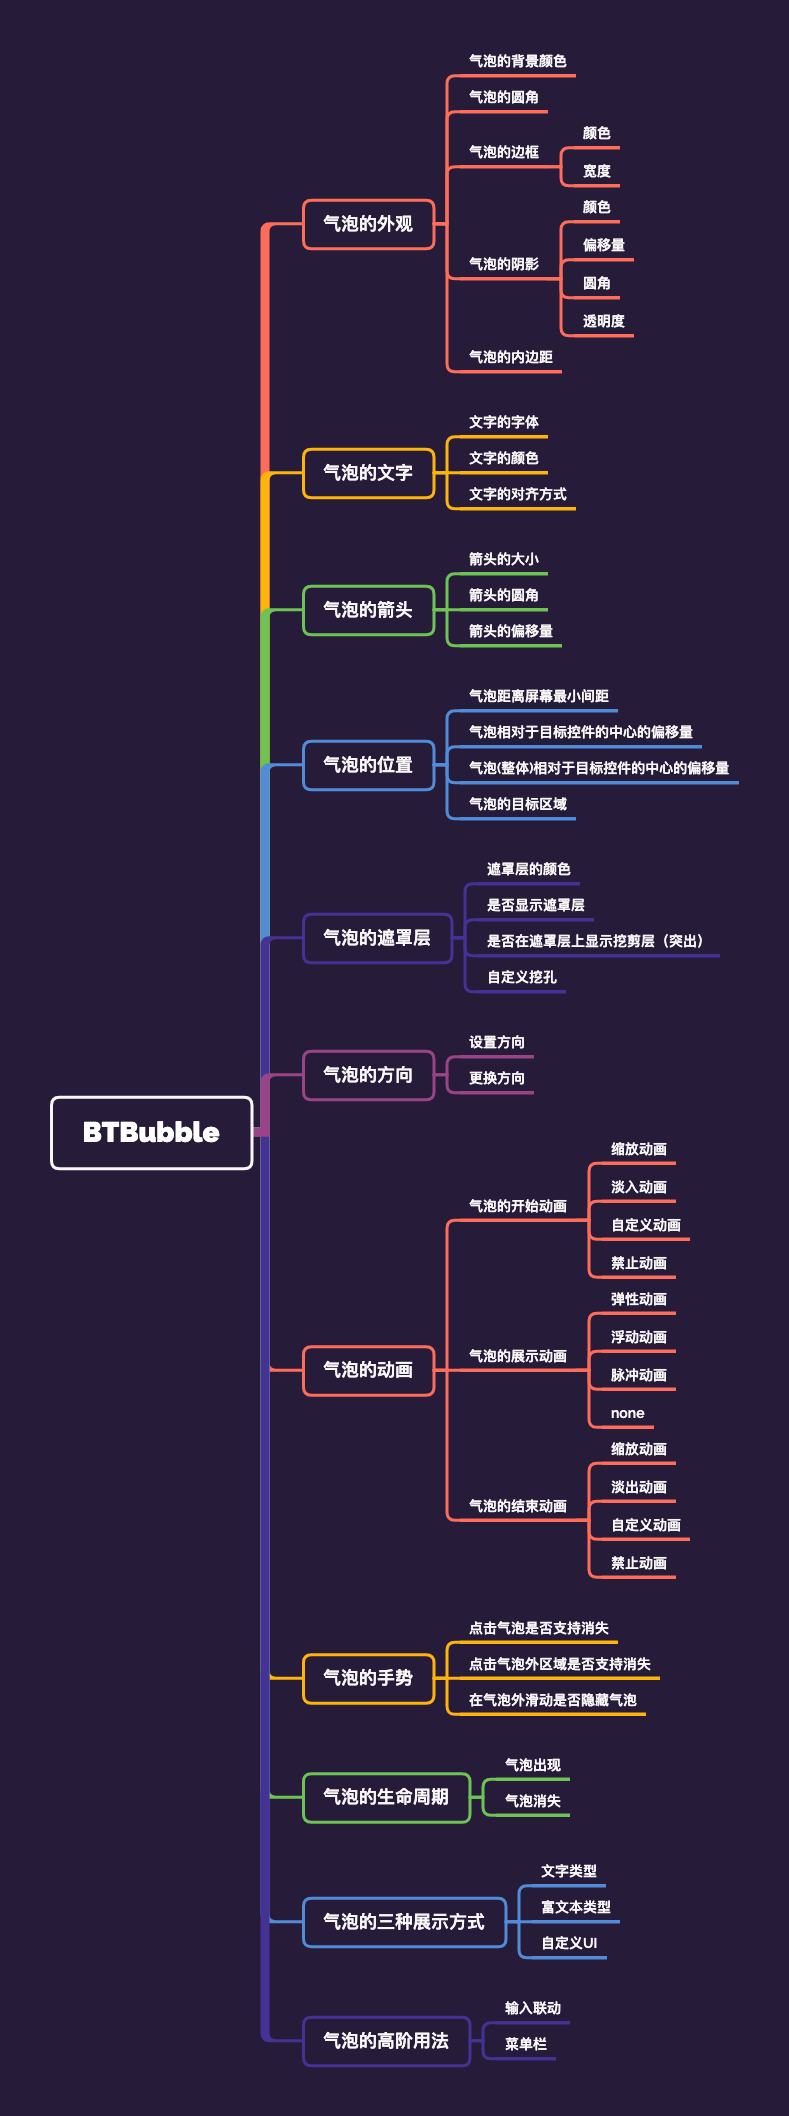 BTBubble
气泡的外观
气泡的背景颜色
气泡的圆角
气泡的边框
颜色
宽度
气泡的阴影
颜色
偏移量
圆角
透明度
气泡的内边距
气泡的文字
文字的字体
文字的颜色
文字的对齐方式
气泡的箭头
箭头的大小
箭头的圆角
箭头的偏移量
气泡的位置
气泡距离屏幕最小间距
气泡相对于目标控件的中心的偏移量
气泡(整体)相对于目标控件的中心的偏移量
气泡的目标区域
气泡的遮罩层
遮罩层的颜色
是否显示遮罩层
是否在遮罩层上显示挖剪层（突出）
自定义挖孔
气泡的方向
设置方向
更换方向
气泡的动画
气泡的开始动画
缩放动画
淡入动画
自定义动画
禁止动画
气泡的展示动画
弹性动画
浮动动画
脉冲动画
none
气泡的结束动画
缩放动画
淡出动画
自定义动画
禁止动画
气泡的手势
点击气泡是否支持消失
点击气泡外区域是否支持消失
在气泡外滑动是否隐藏气泡
气泡的生命周期
气泡出现
气泡消失
气泡的三种展示方式
文字类型
富文本类型
自定义UI
气泡的高阶用法
输入联动
菜单栏